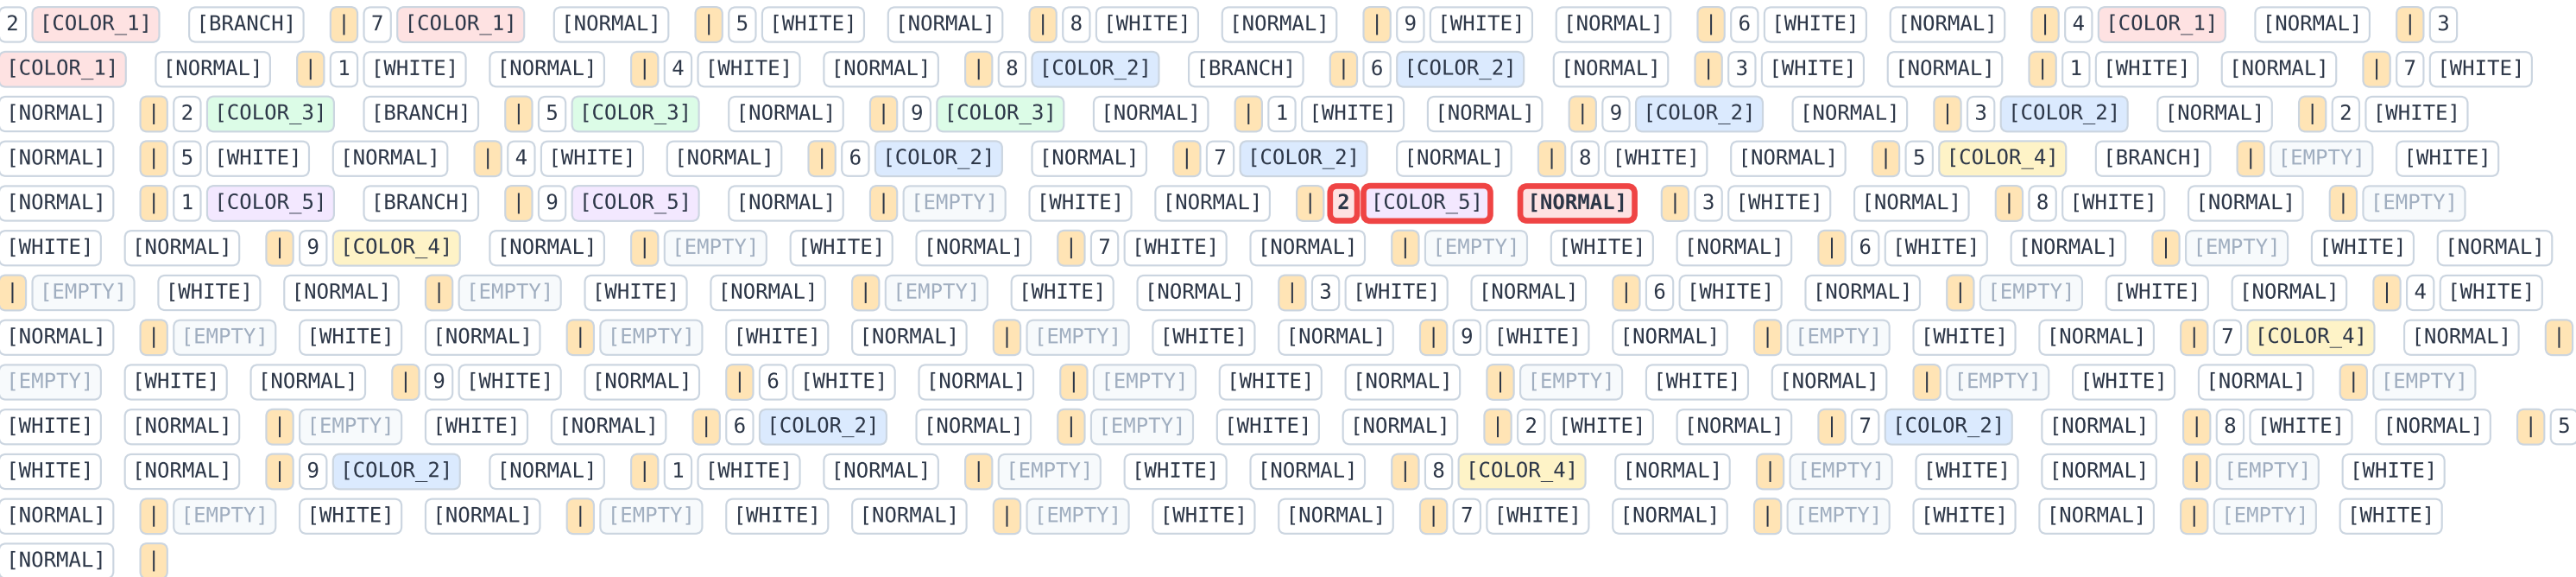 2 [COLOR_1] [BRANCH] | 7 [COLOR_1] [NORMAL] | 5 [WHITE] [NORMAL] | 8 [WHITE] [NORMAL] | 9 [WHITE] [NORMAL] | 6 [WHITE] [NORMAL] | 4 [COLOR_1] [NORMAL] | 3
[COLOR_1] [NORMAL] | 1 [WHITE] [NORMAL] | 4 [WHITE] [NORMAL] | 8 [COLOR_2] [BRANCH] | 6 [COLOR_2] [NORMAL] | 3 [WHITE] [NORMAL] | 1 [WHITE] [NORMAL] | 7 [WHITE]
[NORMAL] | 2 [COLOR_3] [BRANCH] | 5 [COLOR_3] [NORMAL] | 9 [COLOR_3] [NORMAL] | 1 [WHITE] [NORMAL] | 9 [COLOR_2] [NORMAL] | 3 [COLOR_2] [NORMAL] | 2 [WHITE]
[NORMAL] | 5 [WHITE] [NORMAL] | 4 [WHITE] [NORMAL] | 6 [COLOR_2] [NORMAL] | 7 [COLOR_2] [NORMAL] | 8 [WHITE] [NORMAL] | 5 [COLOR_4] [BRANCH] | [EMPTY] [WHITE]
[NORMAL] | 1 [COLOR_5] [BRANCH] | 9 [COLOR_5] [NORMAL] | [EMPTY] [WHITE] [NORMAL] | 2 [COLOR_5] [NORMAL] | 3 [WHITE] [NORMAL] | 8 [WHITE] [NORMAL] | [EMPTY]
[WHITE] [NORMAL] | 9 [COLOR_4] [NORMAL] | [EMPTY] [WHITE] [NORMAL] | 7 [WHITE] [NORMAL] | [EMPTY] [WHITE] [NORMAL] | 6 [WHITE] [NORMAL] | [EMPTY] [WHITE] [NORMAL]
| [EMPTY] [WHITE] [NORMAL] | [EMPTY] [WHITE] [NORMAL] | [EMPTY] [WHITE] [NORMAL] | 3 [WHITE] [NORMAL] | 6 [WHITE] [NORMAL] | [EMPTY] [WHITE] [NORMAL] | 4 [WHITE]
[NORMAL] | [EMPTY] [WHITE] [NORMAL] | [EMPTY] [WHITE] [NORMAL] | [EMPTY] [WHITE] [NORMAL] | 9 [WHITE] [NORMAL] | [EMPTY] [WHITE] [NORMAL] | 7 [COLOR_4] [NORMAL] |
[EMPTY] [WHITE] [NORMAL] | 9 [WHITE] [NORMAL] | 6 [WHITE] [NORMAL] | [EMPTY] [WHITE] [NORMAL] | [EMPTY] [WHITE] [NORMAL] | [EMPTY] [WHITE] [NORMAL] | [EMPTY]
[WHITE] [NORMAL] | [EMPTY] [WHITE] [NORMAL] | 6 [COLOR_2] [NORMAL] | [EMPTY] [WHITE] [NORMAL] | 2 [WHITE] [NORMAL] | 7 [COLOR_2] [NORMAL] | 8 [WHITE] [NORMAL] | 5
[WHITE] [NORMAL] | 9 [COLOR_2] [NORMAL] | 1 [WHITE] [NORMAL] | [EMPTY] [WHITE] [NORMAL] | 8 [COLOR_4] [NORMAL] | [EMPTY] [WHITE] [NORMAL] | [EMPTY] [WHITE]
[NORMAL] | [EMPTY] [WHITE] [NORMAL] | [EMPTY] [WHITE] [NORMAL] | [EMPTY] [WHITE] [NORMAL] | 7 [WHITE] [NORMAL] | [EMPTY] [WHITE] [NORMAL] | [EMPTY] [WHITE]
[NORMAL] |